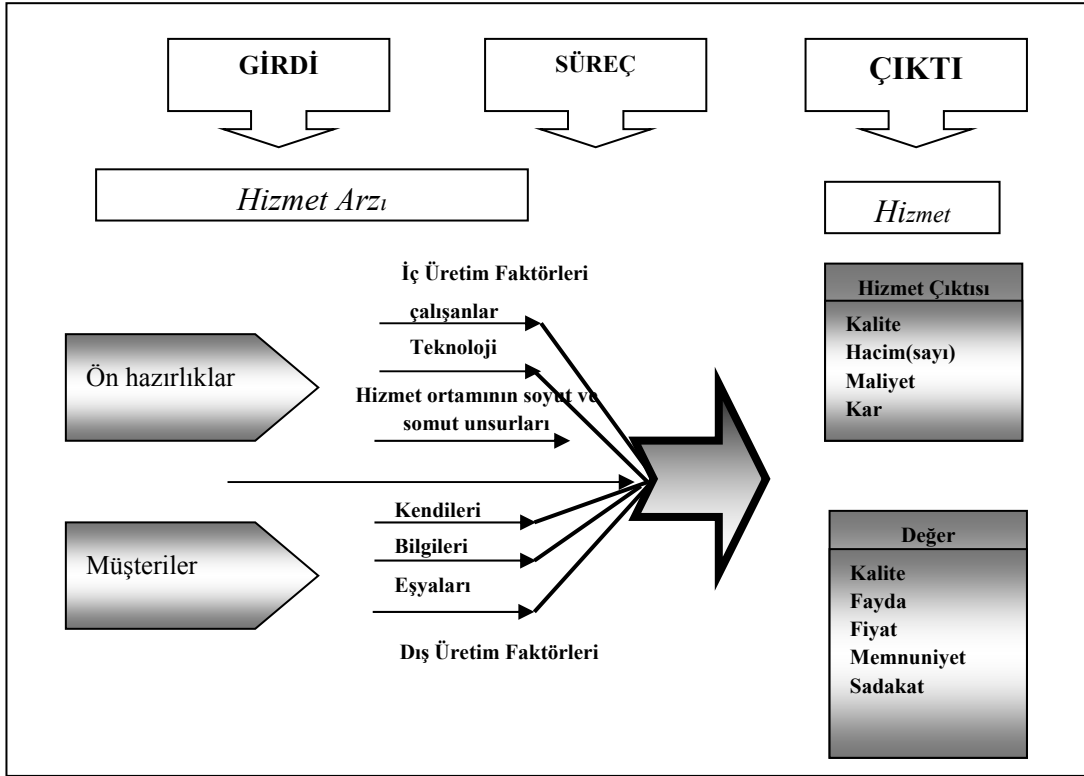 GİRDİ
SÜREÇ
ÇIKTI
Hizmet Arzı
Hizmet
İç Üretim Faktörleri
çalışanlar
Teknoloji
Hizmet ortamının soyut ve
somut unsurları
Ön hazırlıklar
Kendileri
Bilgileri
Eşyaları
Müşteriler
Dış Üretim Faktörleri
Hizmet Çıktısı
Kalite
Hacim(sayı)
Maliyet
Kar
Değer
Kalite
Fayda
Fiyat
Memnuniyet
Sadakat